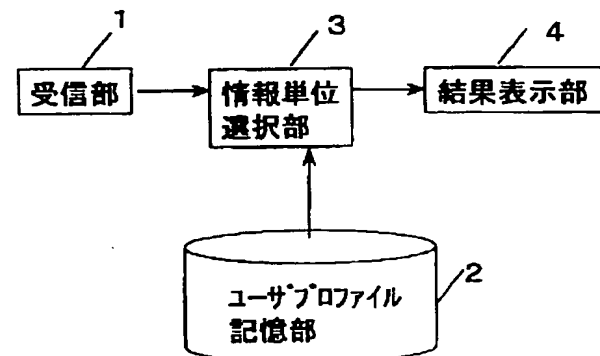 1
3
4
受信部
情報単位
選択部
結果表示部
2
ユーザプロファイル
記憶部